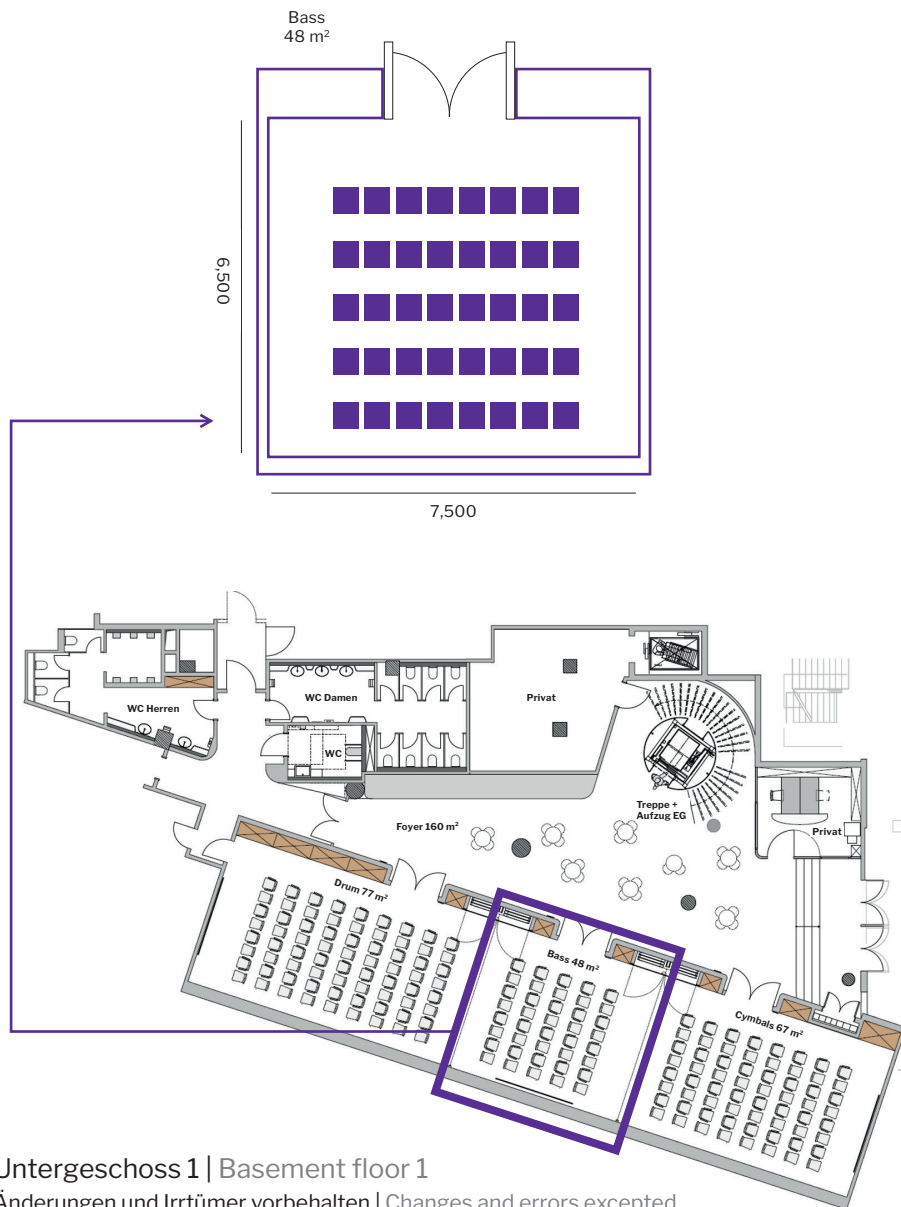 Bass
48 m²
6,500
7,500
WC Herren
WC Damen
WC
Privat
Treppe +
Aufzug EG
Privat
Foyer 160 m²
Drum 77 m²
Bass 48 m²
Cymbals 67 m²
Untergeschoss 1 | Basement floor 1
Änderungen und Irrtümer vorbehalten | Changes and errors excepted